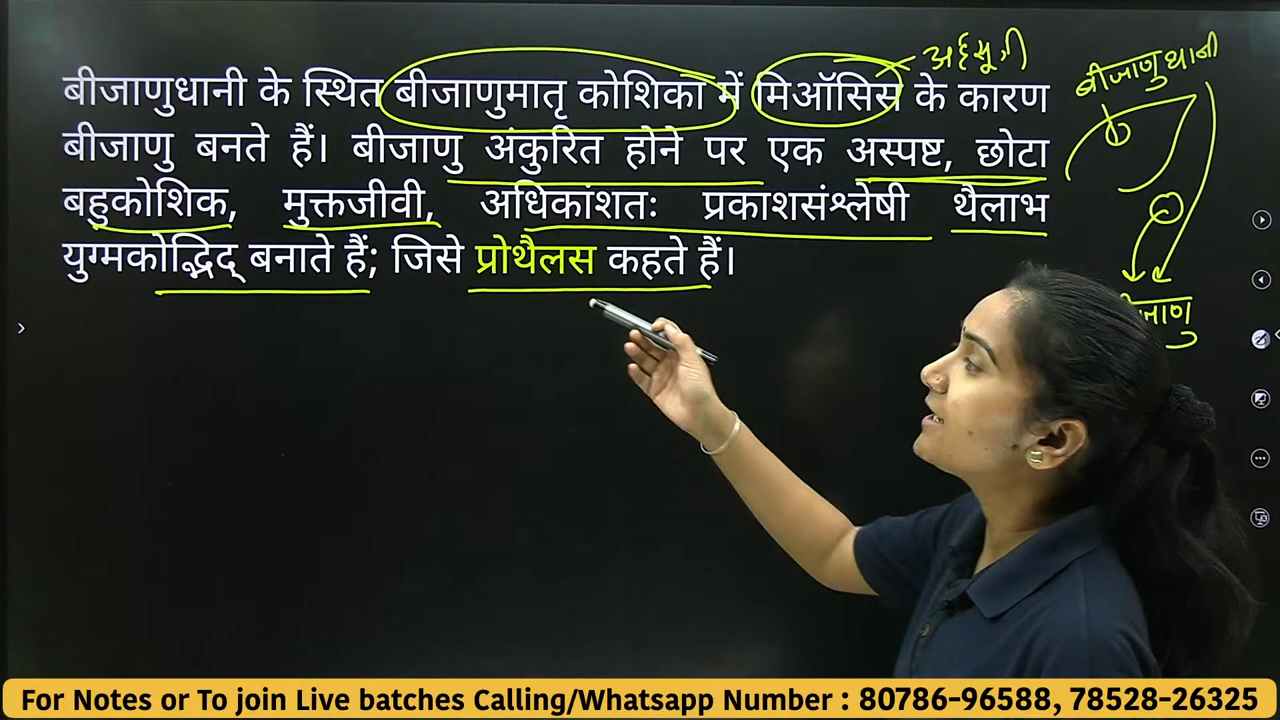 बीजाणुधानी के स्थित बीजाणुमातृ कोशिका में मिऑसिस के कारण
बीजाणु बनते हैं। बीजाणु अंकुरित होने पर एक अस्पष्ट, छोटा
बहुकोशिक, मुक्तजीवी, अधिकांशतः प्रकाशसंश्लेषी थैलाभ
युग्मकोद्भिद् बनाते हैं; जिसे प्रोथैलस कहते हैं।
अर्द्धसूत्री
बीजाणुधानी
For Notes or To join Live batches Calling/Whatsapp Number : 80786-96588, 78528-26325